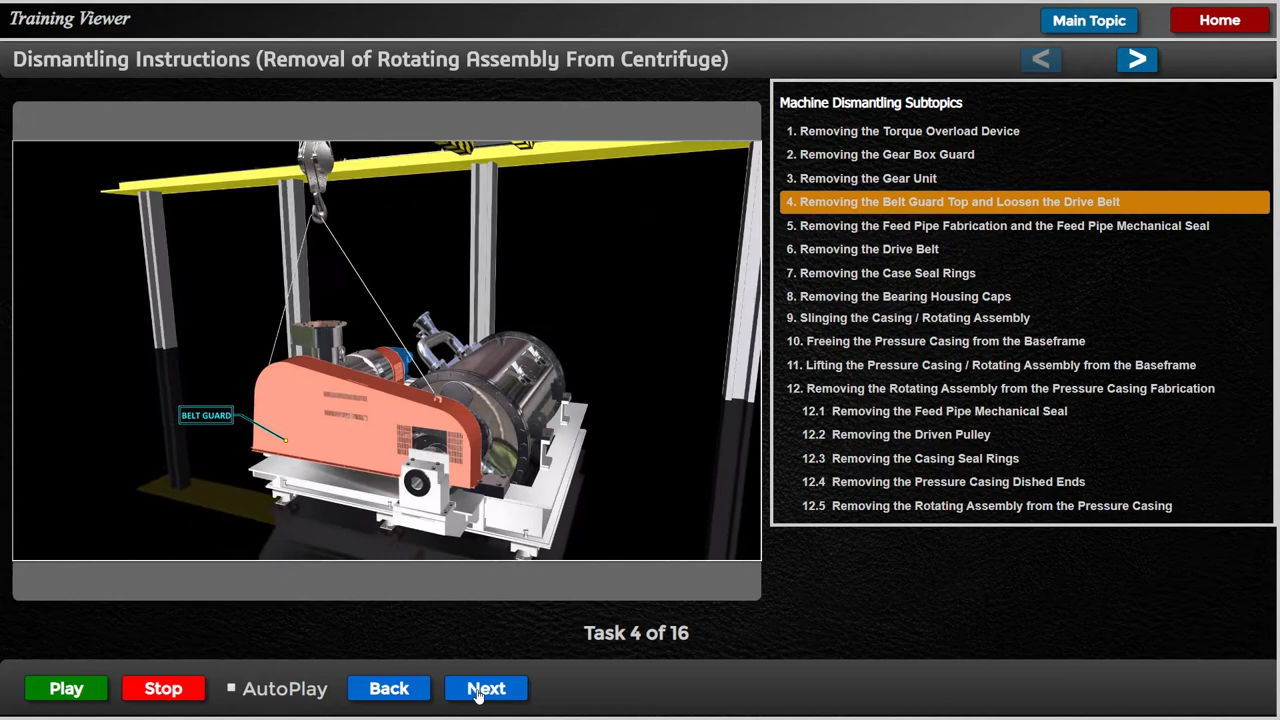 Training Viewer
Main Topic
Home
Dismantling Instructions (Removal of Rotating Assembly From Centrifuge)
<
>
Machine Dismantling Subtopics
1. Removing the Torque Overload Device
2. Removing the Gear Box Guard
3. Removing the Gear Unit
4. Removing the Belt Guard Top and Loosen the Drive Belt
5. Removing the Feed Pipe Fabrication and the Feed Pipe Mechanical Seal
6. Removing the Drive Belt
7. Removing the Case Seal Rings
8. Removing the Bearing Housing Caps
9. Slinging the Casing / Rotating Assembly
10. Freeing the Pressure Casing from the Baseframe
11. Lifting the Pressure Casing / Rotating Assembly from the Baseframe
12. Removing the Rotating Assembly from the Pressure Casing Fabrication
12.1 Removing the Feed Pipe Mechanical Seal
12.2 Removing the Driven Pulley
12.3 Removing the Casing Seal Rings
12.4 Removing the Pressure Casing Dished Ends
12.5 Removing the Rotating Assembly from the Pressure Casing
BELT GUARD
Task 4 of 16
Play
Stop
AutoPlay
Back
Next